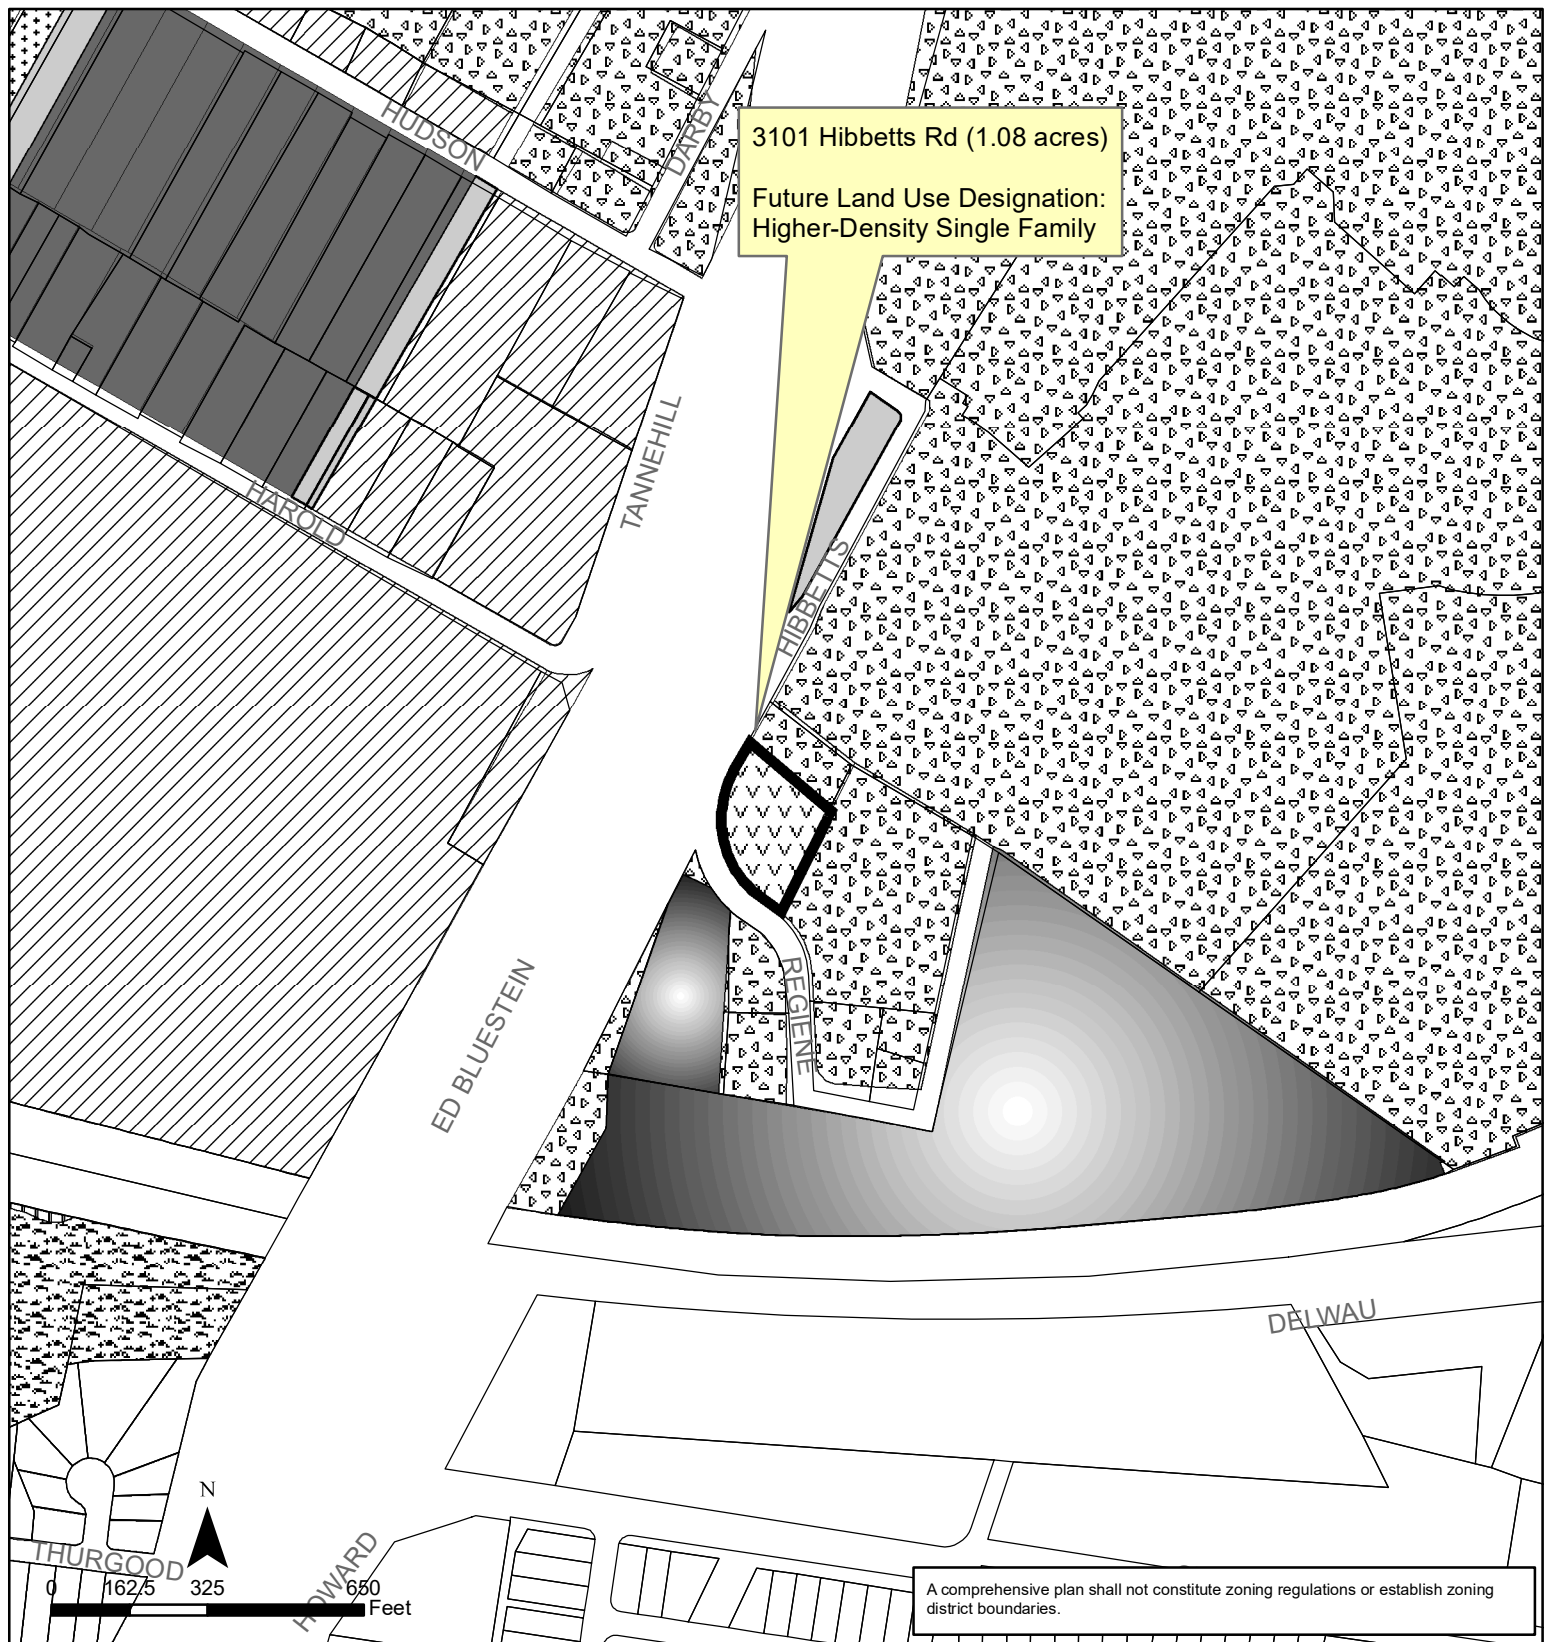 HUDSON
DARBY
3101 Hibbetts Rd (1.08 acres)
Future Land Use Designation:
Higher-Density Single Family
TANNEHILL
HAROLD
HIBBETTS
REGIENE
ED BLUESTEIN
DELWAU
N
THURGOOD
HOWARD
0 162.5 325 650
Feet
A comprehensive plan shall not constitute zoning regulations or establish zoning
district boundaries.